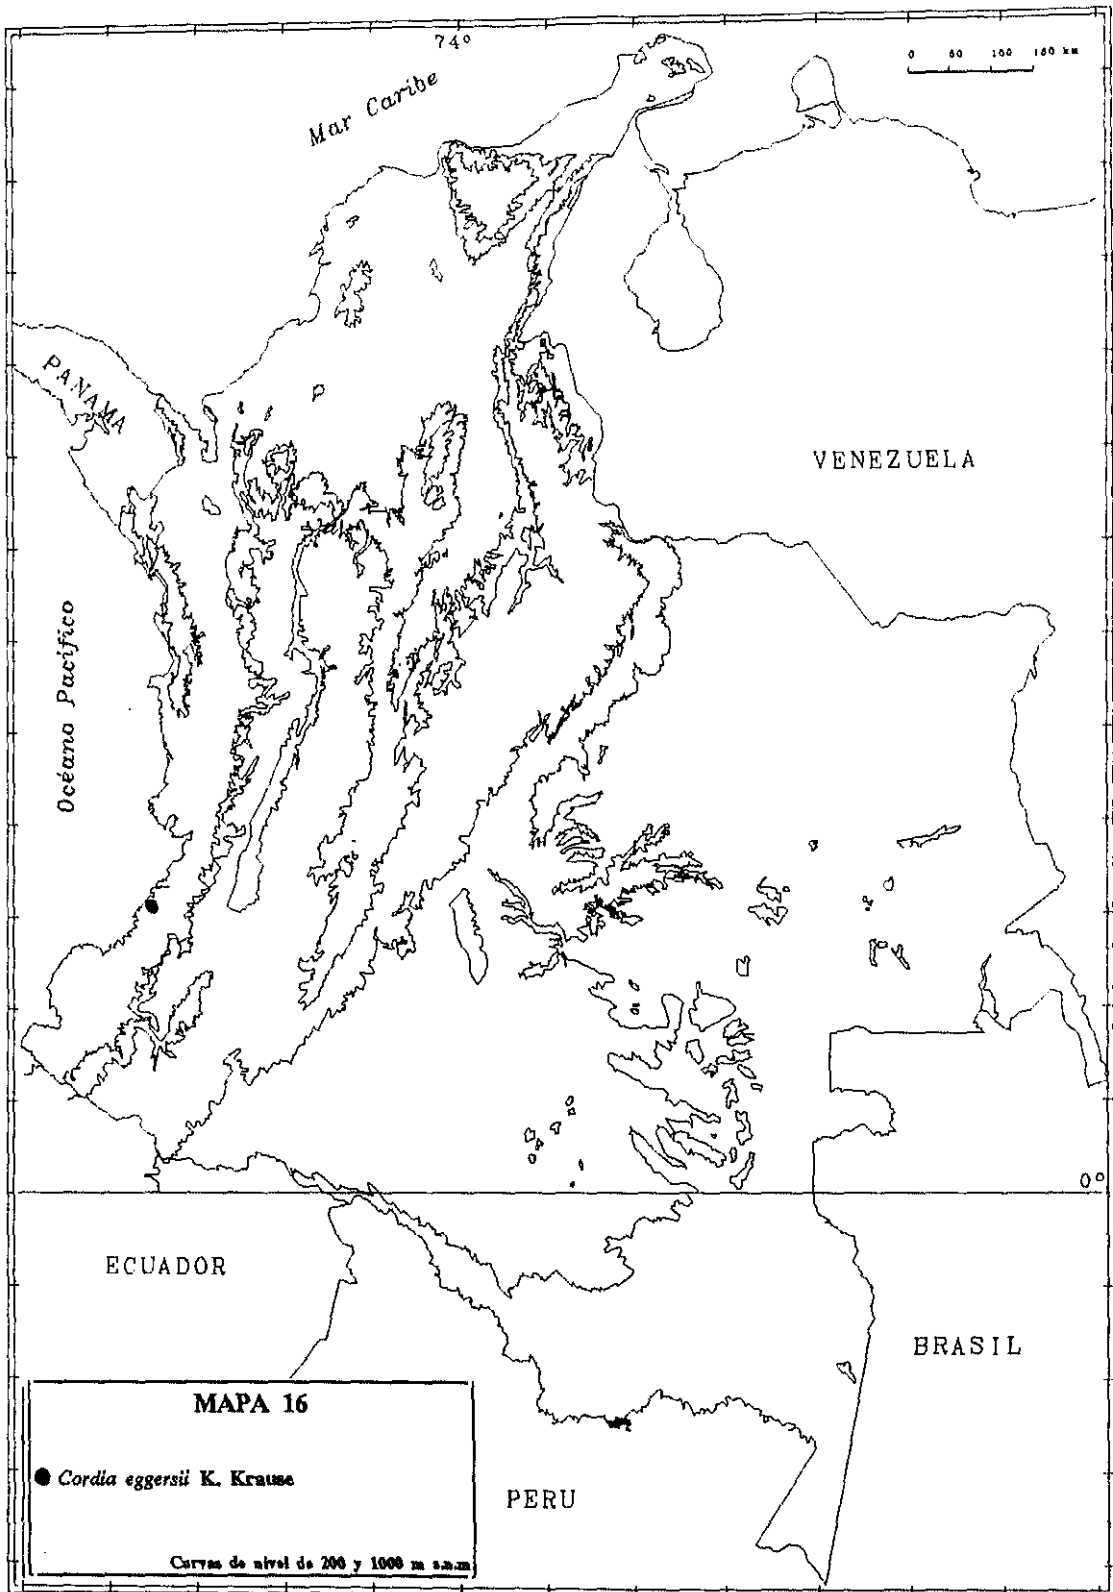 74°
0 50 100 150 km
Mar Caribe
PANAMA
VENEZUELA
Océano Pacífico
0°
ECUADOR
BRASIL
MAPA 16
Cordia eggersii K. Krause
PERU
Curvas de nivel de 200 y 1000 m s.n.m